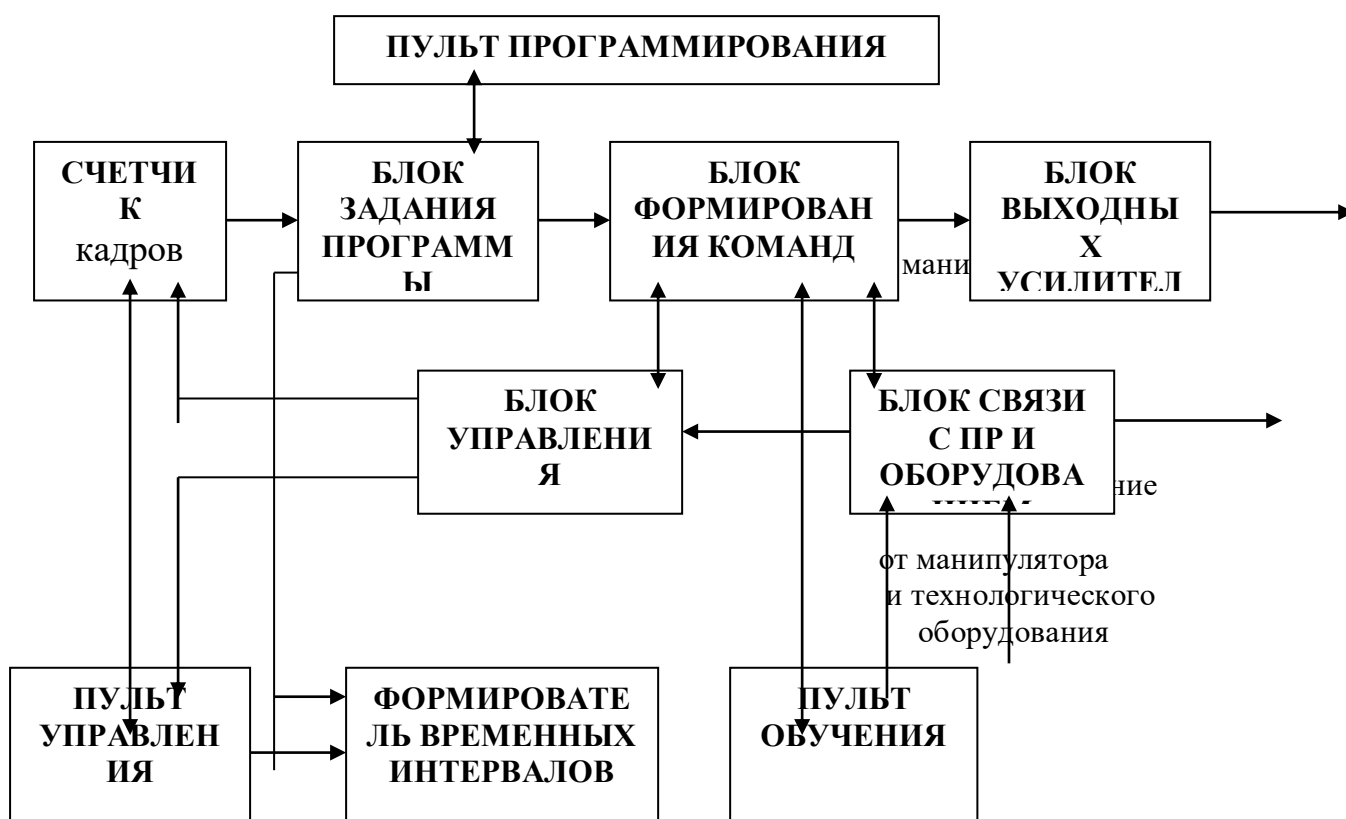 ПУЛЬТ ПРОГРАММИРОВАНИЯ
СЧЕТЧИ
К
кадров
БЛОК
ЗАДАНИЯ
ПРОГРАММ
Ы
БЛОК
ФОРМИРОВАН
ИЯ КОМАНД
мани
БЛОК
ВЫХОДНЫ
Х
УСИЛИТЕЛ
БЛОК
УПРАВЛЕНИ
Я
БЛОК СВЯЗИ
С ПР И
ОБОРУДОВА
НИЕМ
ние
от манипулятора
и технологического
оборудования
ПУЛЬТ
УПРАВЛЕН
ИЯ
ФОРМИРОВАТЕ
ЛЬ ВРЕМЕННЫХ
ИНТЕРВАЛОВ
ПУЛЬТ
ОБУЧЕНИЯ